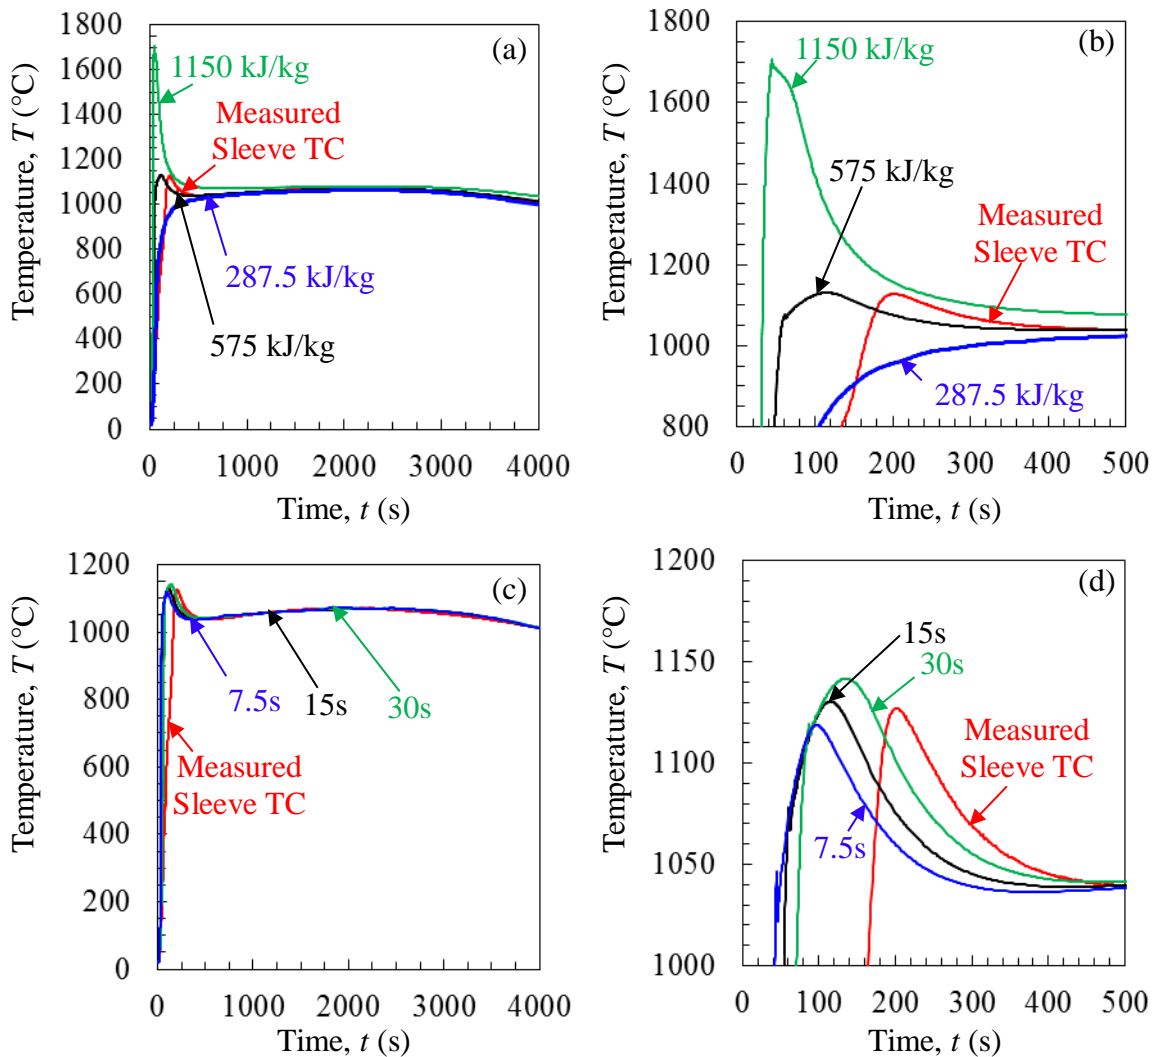 (a)
1800
1600
1400
1200
1000
800
600
400
200
0
Temperature, T (°C)
1150 kJ/kg
Measured
Sleeve TC
287.5 kJ/kg
575 kJ/kg
0 1000 2000 3000 4000
Time, t (s)
(b)
1800
1600
1400
1200
1000
800
Temperature, T (°C)
1150 kJ/kg
575 kJ/kg
Measured
Sleeve TC
287.5 kJ/kg
0 100 200 300 400 500
Time, t (s)
(c)
1200
1000
800
600
400
200
0
Temperature, T (°C)
7.5s 15s 30s
Measured
Sleeve TC
0 1000 2000 3000 4000
Time, t (s)
(d)
1200
1150
1100
1050
1000
Temperature, T (°C)
15s
30s
Measured
Sleeve TC
7.5s
0 100 200 300 400 500
Time, t (s)